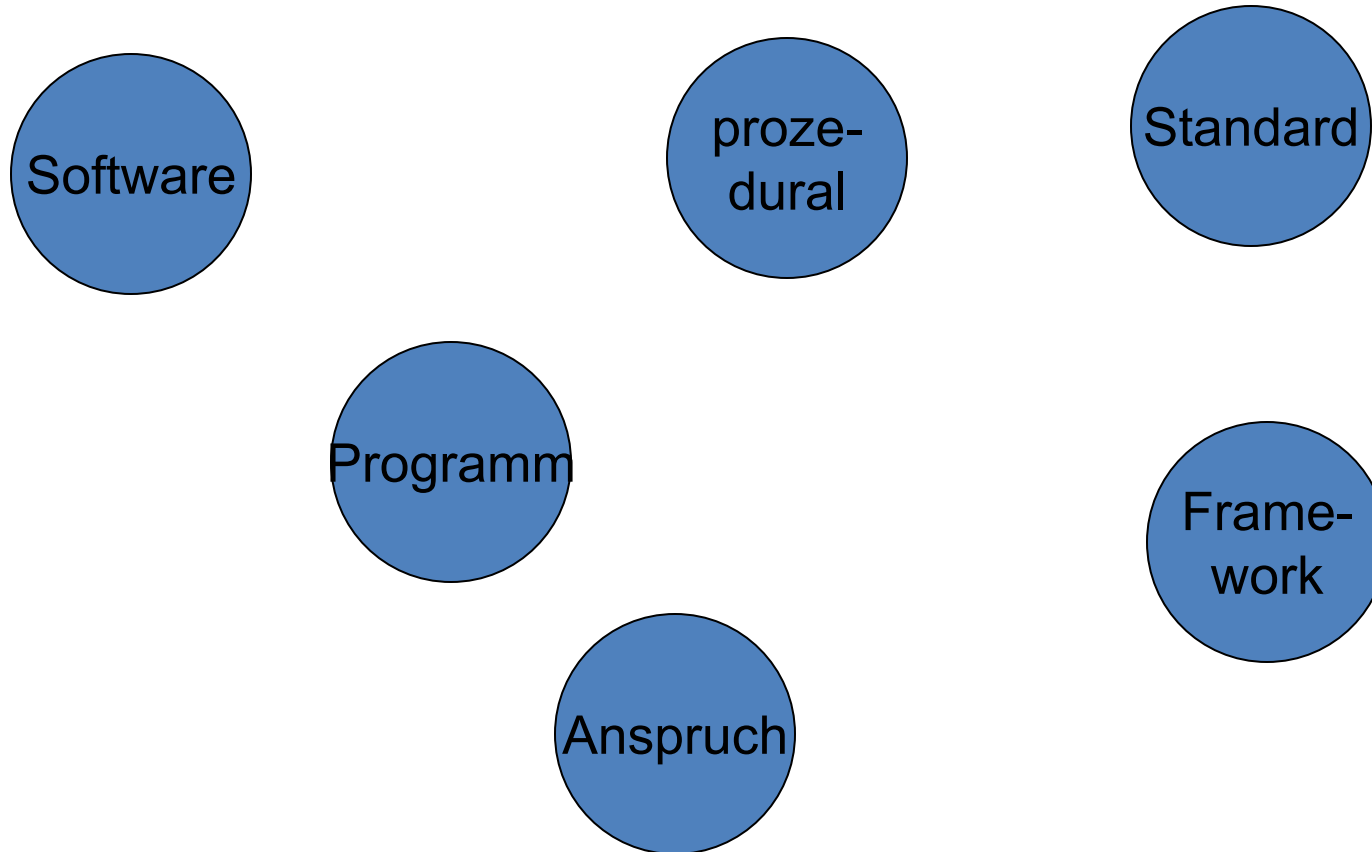 Software
proze-
dural
Standard
Programm
Frame-
work
Anspruch